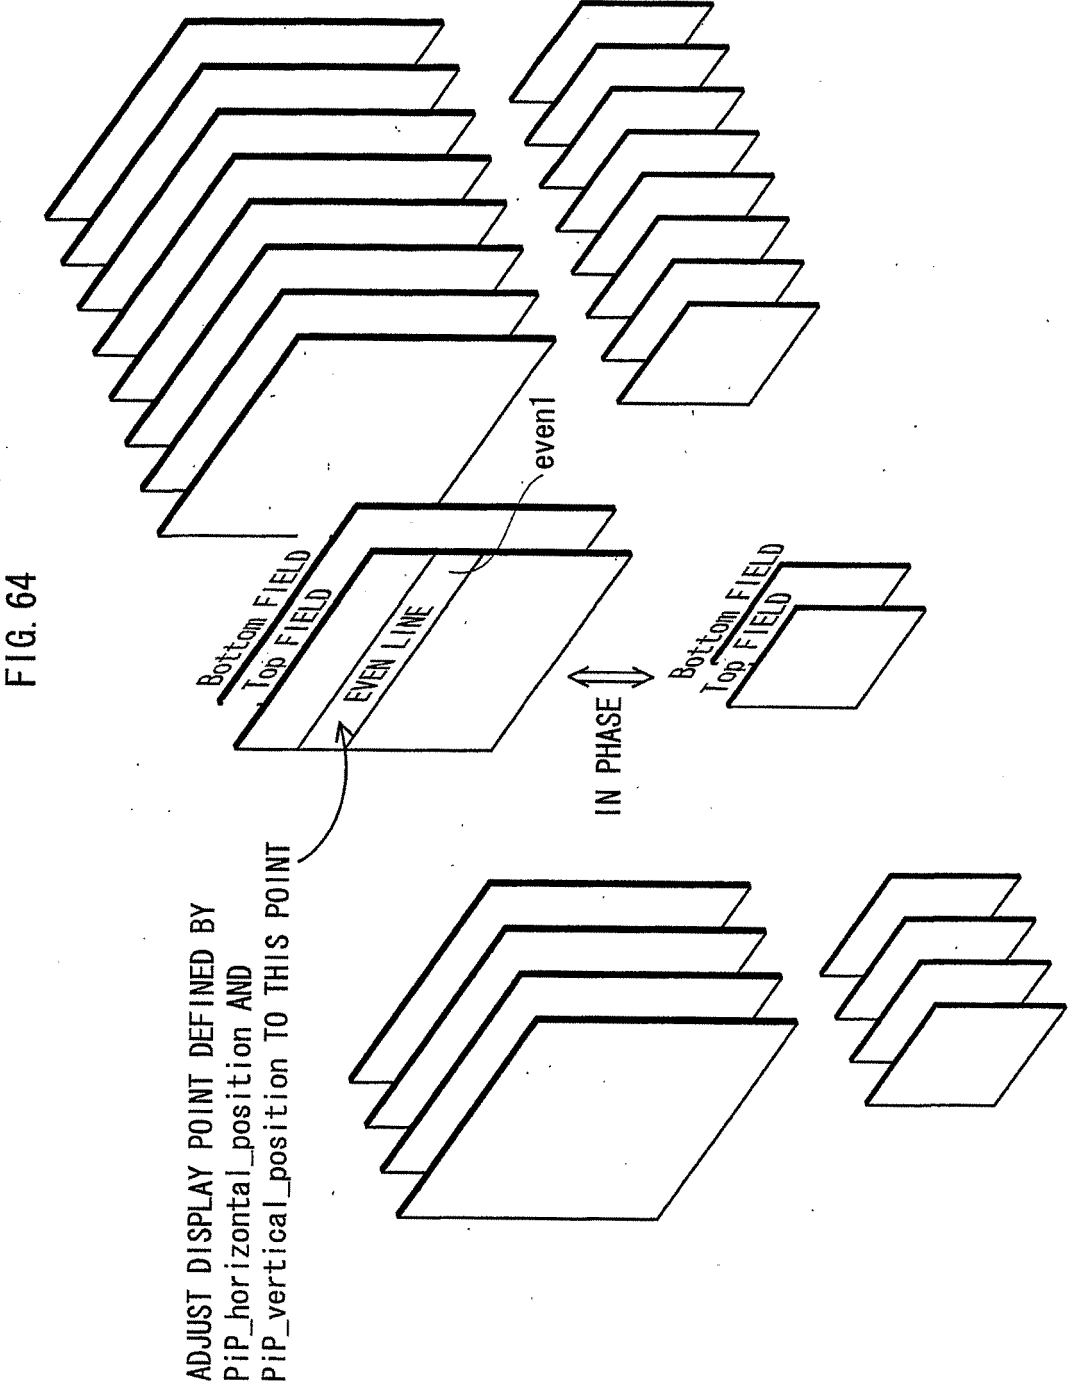 FIG. 64
ADJUST DISPLAY POINT DEFINED BY
PiP_horizontal_position AND
PiP_vertical_position TO THIS POINT
Bottom FIELD
Top FIELD
EVEN LINE
even1
IN PHASE
Bottom FIELD
Top FIELD